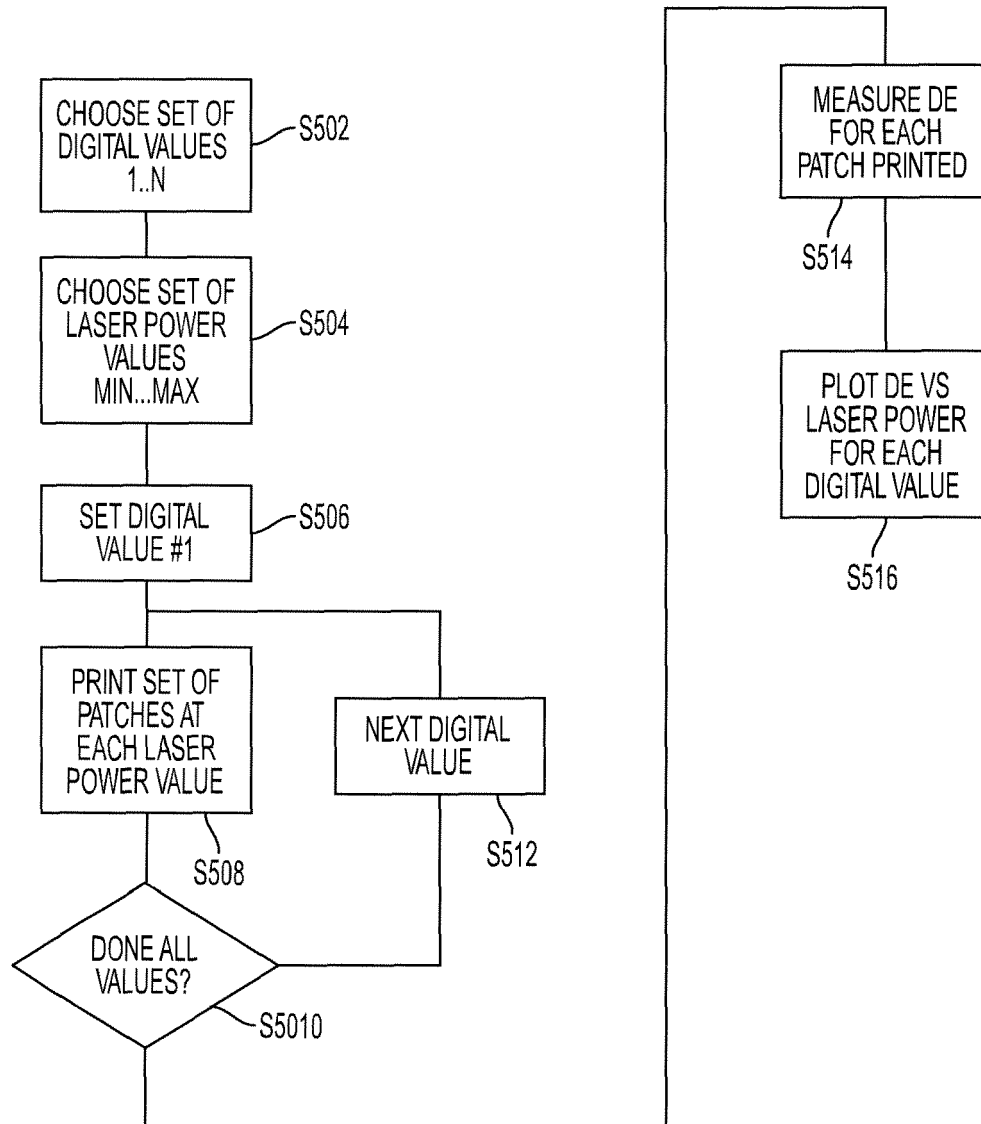 CHOOSE SET OF
DIGITAL VALUES
1..N
S502
CHOOSE SET OF
LASER POWER
VALUES
MIN...MAX
S504
SET DIGITAL
VALUE #1
S506
PRINT SET OF
PATCHES AT
EACH LASER
POWER VALUE
S508
NEXT DIGITAL
VALUE
S512
DONE ALL
VALUES?
S5010
MEASURE DE
FOR EACH
PATCH PRINTED
S514
PLOT DE VS
LASER POWER
FOR EACH
DIGITAL VALUE
S516